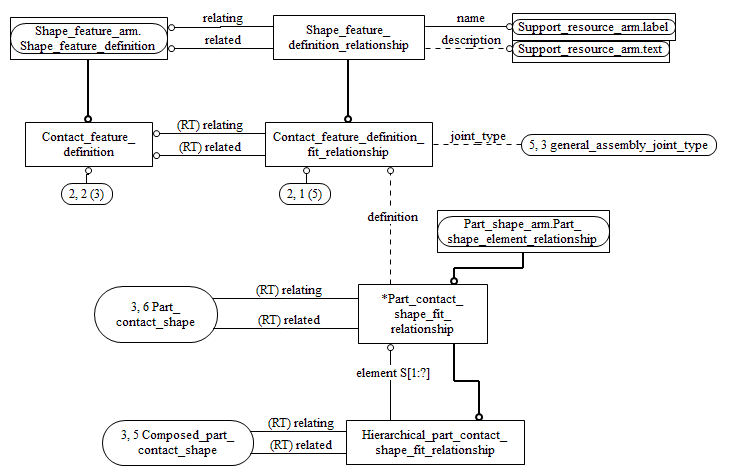 Shape_feature_arm.
Shape_feature_definition
relating
related
Shape_feature_
definition_relationship
name
description
Support_resource_arm.label
Support_resource_arm.text
Contact_feature_
definition
(RT) relating
(RT) related
Contact_feature_definition_
fit_relationship
joint_type
5, 3 general_assembly_joint_type
2, 2 (3)
2, 1 (5)
definition
Part_shape_arm.Part_
shape_element_relationship
3, 6 Part_
contact_shape
(RT) relating
(RT) related
*Part_contact_
shape_fit_
relationship
element S[1:?]
3, 5 Composed_part_
contact_shape
(RT) relating
(RT) related
Hierarchical_part_contact_
shape_fit_relationship